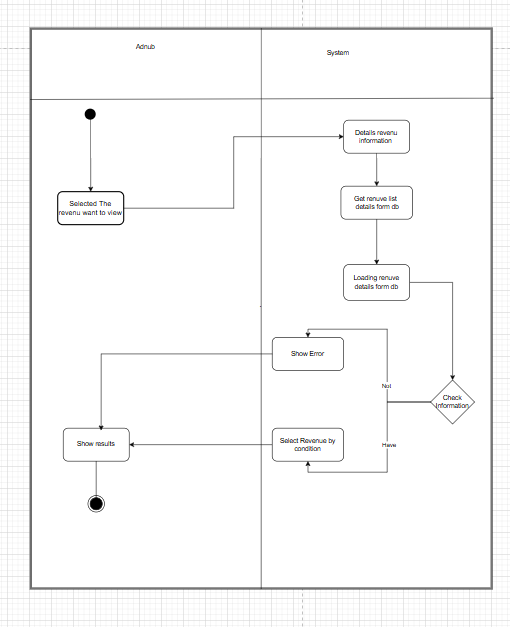 Adnub
System
Details revenu
information
Selected The
revenu want to view
Get renuve list
details form db
Loading renuve
details form db
Show Error
Not
Check
Information
Show results
Select Revenue by
condition
Have